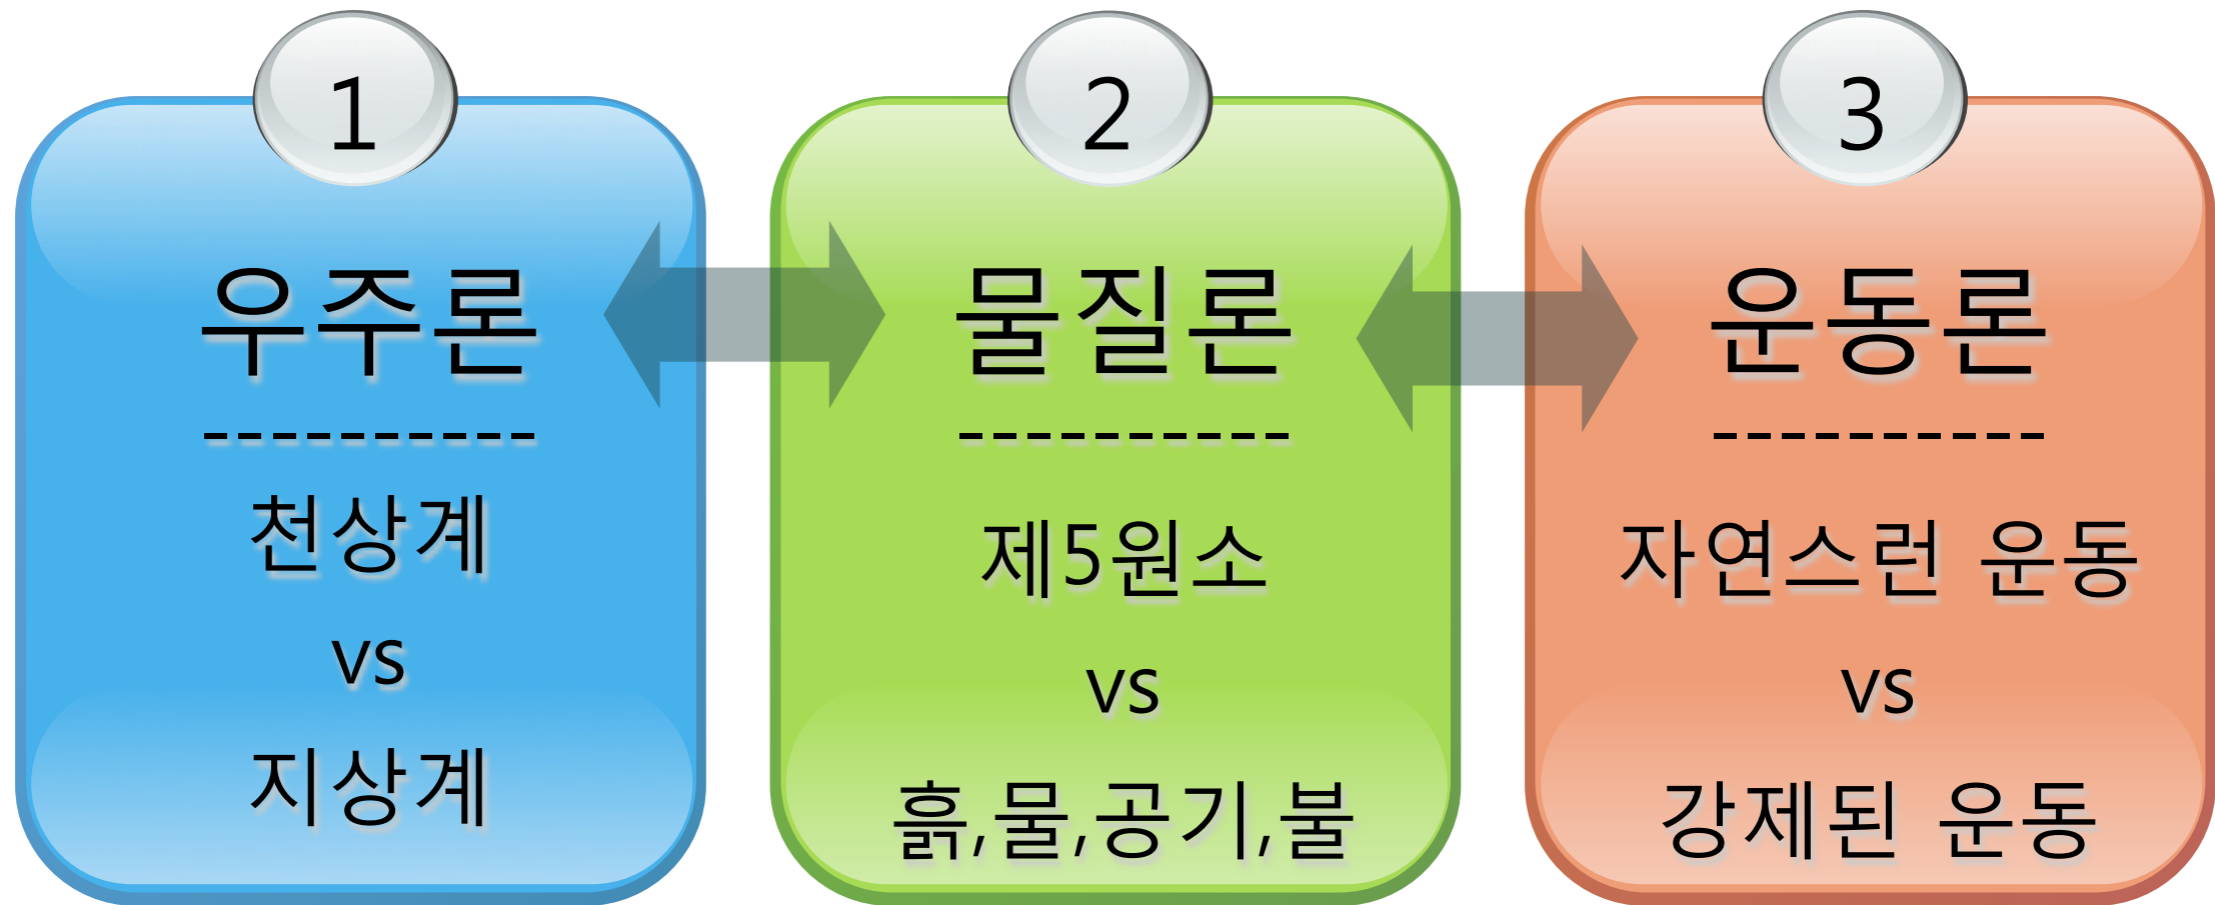 1
우주론
----------
천상계
vs
지상계
2
물질론
----------
제5원소
vs
흙,물,공기,불
3
운동론
----------
자연스런 운동
vs
강제된 운동